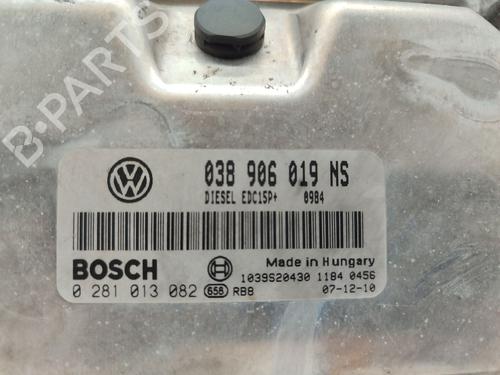 B-PARTS
038 906 019 NS
DIESEL EDC15P+ 0984
BOSCH
Made in Hungary
1039S20430 1184 0456
0 281 013 082 658 RB8 07-12-10